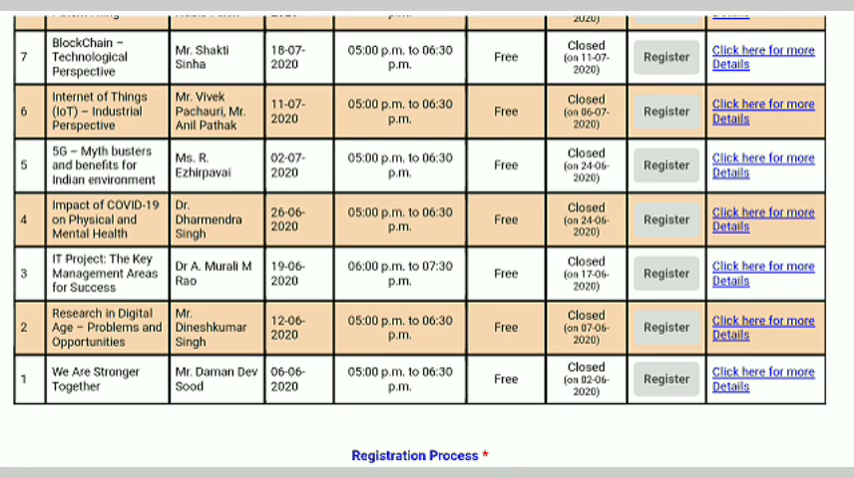 2020)
Details
7 BlockChain – Technological Perspective Mr. Shakti Sinha 18-07-2020 05:00 p.m. to 06:30 p.m. Free Closed (on 11-07-2020) Register Click here for more Details
6 Internet of Things (IoT) – Industrial Perspective Mr. Vivek Pachauri, Mr. Anil Pathak 11-07-2020 05:00 p.m. to 06:30 p.m. Free Closed (on 06-07-2020) Register Click here for more Details
5 5G – Myth busters and benefits for Indian environment Ms. R. Ezhirpavai 02-07-2020 05:00 p.m. to 06:30 p.m. Free Closed (on 24-06-2020) Register Click here for more Details
4 Impact of COVID-19 on Physical and Mental Health Dr. Dharmendra Singh 26-06-2020 05:00 p.m. to 06:30 p.m. Free Closed (on 24-06-2020) Register Click here for more Details
3 IT Project: The Key Management Areas for Success Dr A. Murali M Rao 19-06-2020 06:00 p.m. to 07:30 p.m. Free Closed (on 17-06-2020) Register Click here for more Details
2 Research in Digital Age – Problems and Opportunities Mr. Dineshkumar Singh 12-06-2020 05:00 p.m. to 06:30 p.m. Free Closed (on 07-06-2020) Register Click here for more Details
1 We Are Stronger Together Mr. Daman Dev Sood 06-06-2020 05:00 p.m. to 06:30 p.m. Free Closed (on 02-06-2020) Register Click here for more Details
Registration Process *